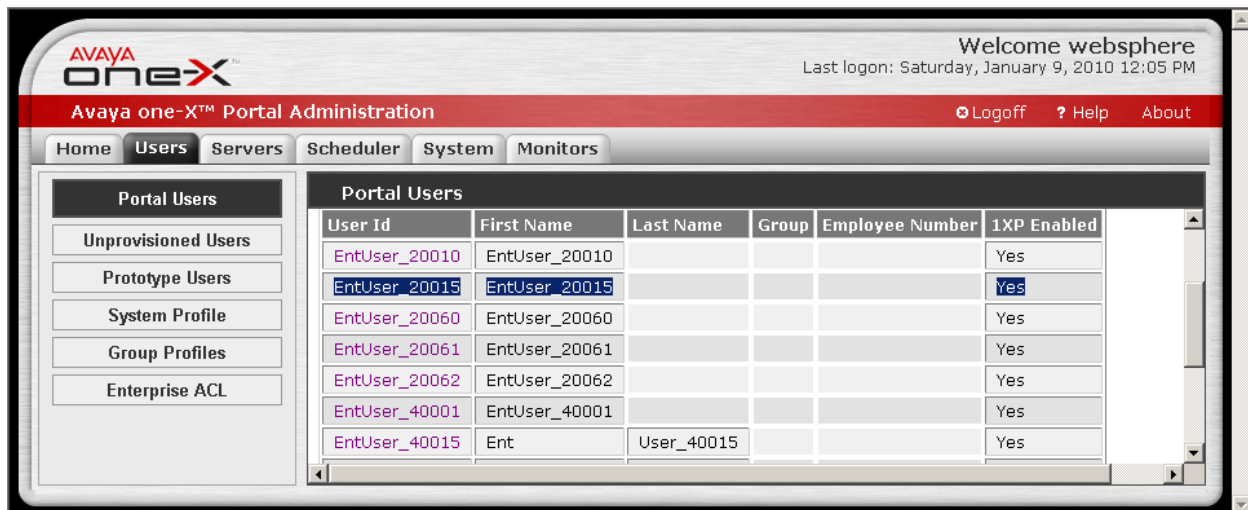 AVAYA
one-X™
Welcome websphere
Last logon: Saturday, January 9, 2010 12:05 PM
Avaya one-X™ Portal Administration
Logoff ? Help About
Home Users Servers Scheduler System Monitors
Portal Users
Unprovisioned Users
Prototype Users
System Profile
Group Profiles
Enterprise ACL
Portal Users
User Id First Name Last Name Group Employee Number 1XP Enabled
EntUser_20010 EntUser_20010 Yes
EntUser_20015 EntUser_20015 Yes
EntUser_20060 EntUser_20060 Yes
EntUser_20061 EntUser_20061 Yes
EntUser_20062 EntUser_20062 Yes
EntUser_40001 EntUser_40001 Yes
EntUser_40015 Ent User_40015 Yes